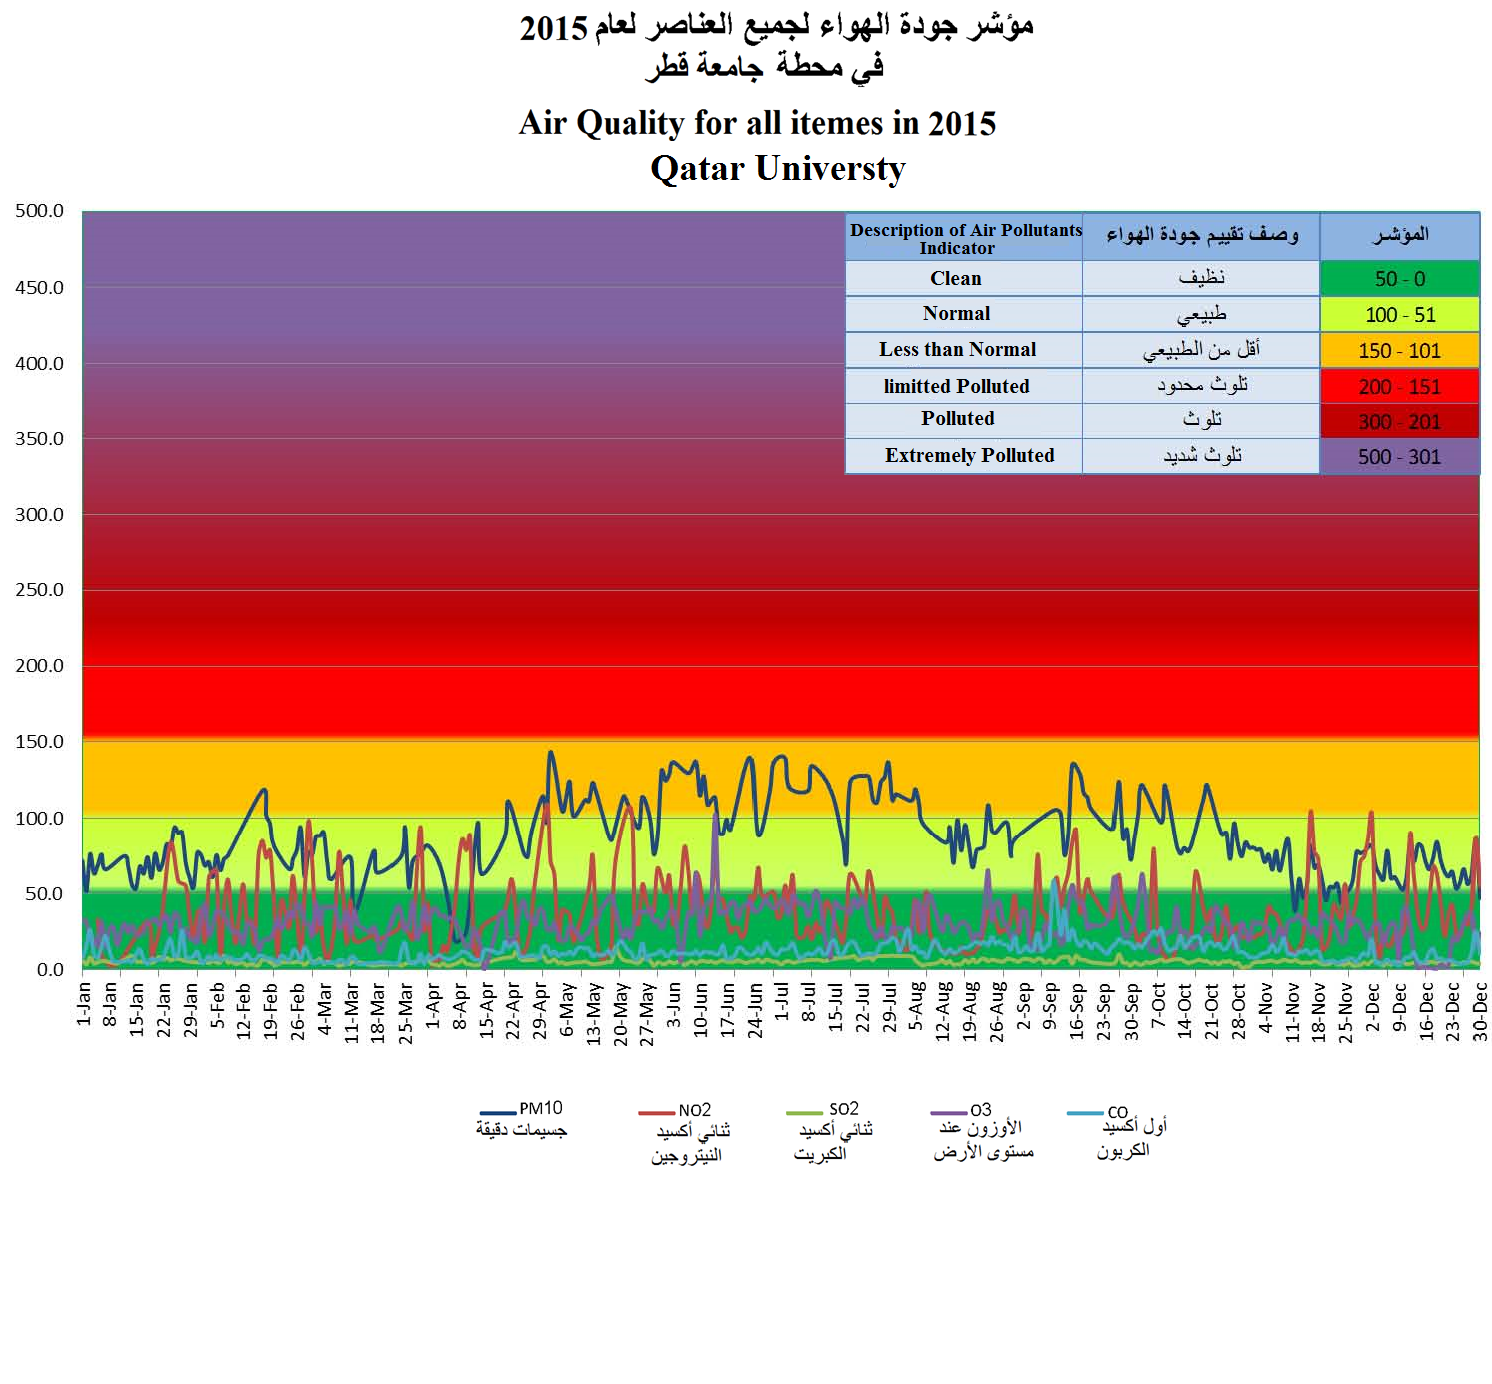 مؤشر جودة الهواء لجميع العناصر لعام 2015
في محطة جامعة قطر
Air Quality for all itemes in 2015
Qatar Universty
500.0
450.0
400.0
350.0
300.0
250.0
200.0
150.0
100.0
50.0
0.0
Description of Air Pollutants Indicator وصف تقييم جودة الهواء المؤشر
Clean نظيف 50 - 0
Normal طبيعي 100 - 51
Less than Normal أقل من الطبيعي 150 - 101
limitted Polluted تلوث محدود 200 - 151
Polluted تلوث 300 - 201
Extremely Polluted تلوث شديد 500 - 301
1-Jan
8-Jan
15-Jan
22-Jan
29-Jan
5-Feb
12-Feb
19-Feb
26-Feb
4-Mar
11-Mar
18-Mar
25-Mar
1-Apr
8-Apr
15-Apr
22-Apr
29-Apr
6-May
13-May
20-May
27-May
3-Jun
10-Jun
17-Jun
24-Jun
1-Jul
8-Jul
15-Jul
22-Jul
29-Jul
5-Aug
12-Aug
19-Aug
26-Aug
2-Sep
9-Sep
16-Sep
23-Sep
30-Sep
7-Oct
14-Oct
21-Oct
28-Oct
4-Nov
11-Nov
18-Nov
25-Nov
2-Dec
9-Dec
16-Dec
23-Dec
30-Dec
PM10
جسيمات دقيقة
NO2
ثنائي أكسيد
النيتروجين
SO2
ثنائي أكسيد
الكبريت
O3
الأوزون عند
مستوى الأرض
CO
أول أكسيد
الكربون